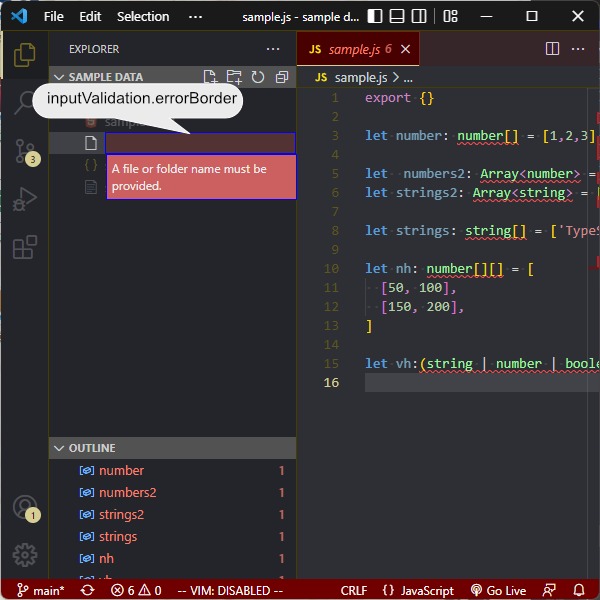 File Edit Selection ··· sample.js - sample d...
EXPLORER ···
JS sample.js 6 ···
SAMPLE DATA
JS sample.js > ...
inputValidation.errorBorder
A file or folder name must be
provided.
1 export {}
2
3 let number: number[] = [1,2,3]
4
5 let numbers2: Array<number> =
6 let strings2: Array<string> = [
7
8 let strings: string[] = ['TypeS
9
10 let nh: number[][] = [
11 [50, 100],
12 [150, 200],
13 ]
14
15 let vh:(string | number | boole
16
3
OUTLINE
number 1
numbers2 1
strings2 1
strings 1
nh 1
vh 1
1
main* 6 0 -- VIM: DISABLED -- CRLF {} JavaScript Go Live